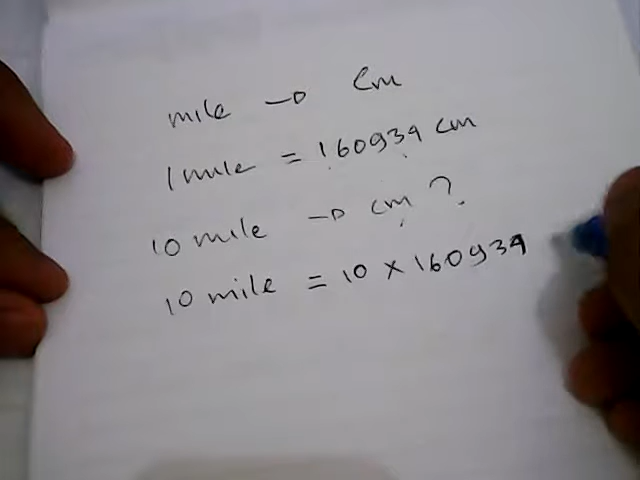 mile → cm
1 mile = 160934 cm
10 mile → cm ?
10 mile = 10 × 160934